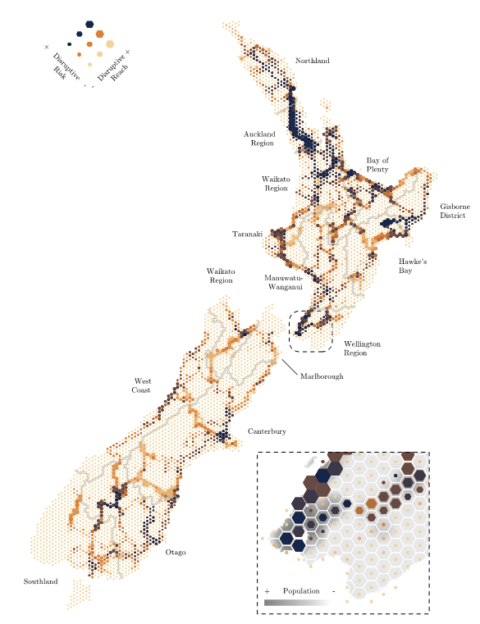 Disruptive
Risk
Disruptive
Reach
Northland
Auckland
Region
Bay of
Plenty
Waikato
Region
Gisborne
District
Taranaki
Hawke's
Bay
Waikato
Region
Manuwatu-
Wanganui
Wellington
Region
Marlborough
West
Coast
Canterbury
Otago
Southland
+ Population -